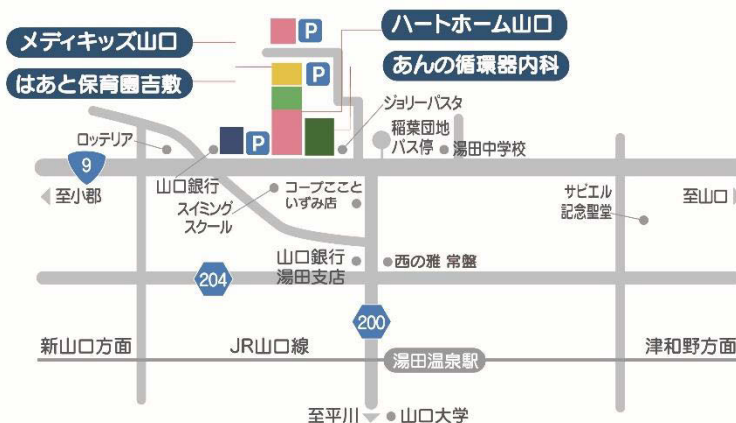 メディキッズ山口
P
ハートホーム山口
はあと保育園吉敷
P
あんの循環器内科
ジョリーパスタ
ロッテリア
P
稲葉団地
バス停
湯田中学校
9
山口銀行
コープここと
いずみ店
至小郡
スイミング
スクール
サビエル
記念聖堂
至山口
山口銀行
湯田支店
西の雅 常盤
204
200
新山口方面
JR山口線
湯田温泉駅
津和野方面
至平川
山口大学